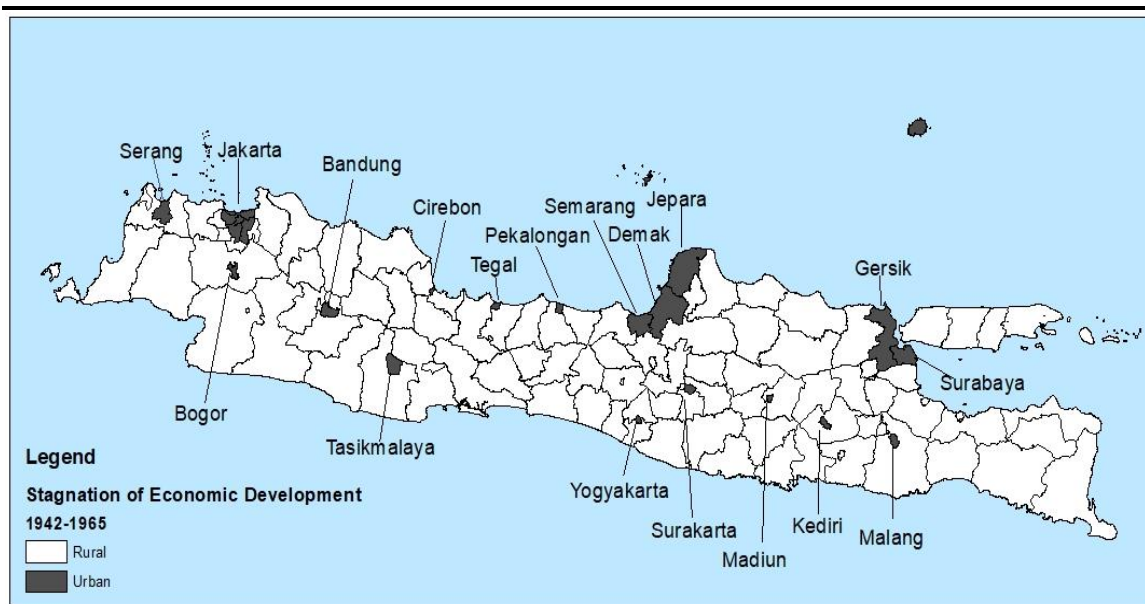 Serang
Jakarta
Bandung
Cirebon
Tegal
Pekalongan
Semarang
Demak
Jepara
Gersik
Surabaya
Bogor
Tasikmalaya
Yogyakarta
Surakarta
Madiun
Kediri
Malang
Legend
Stagnation of Economic Development
1942-1965
Rural
Urban